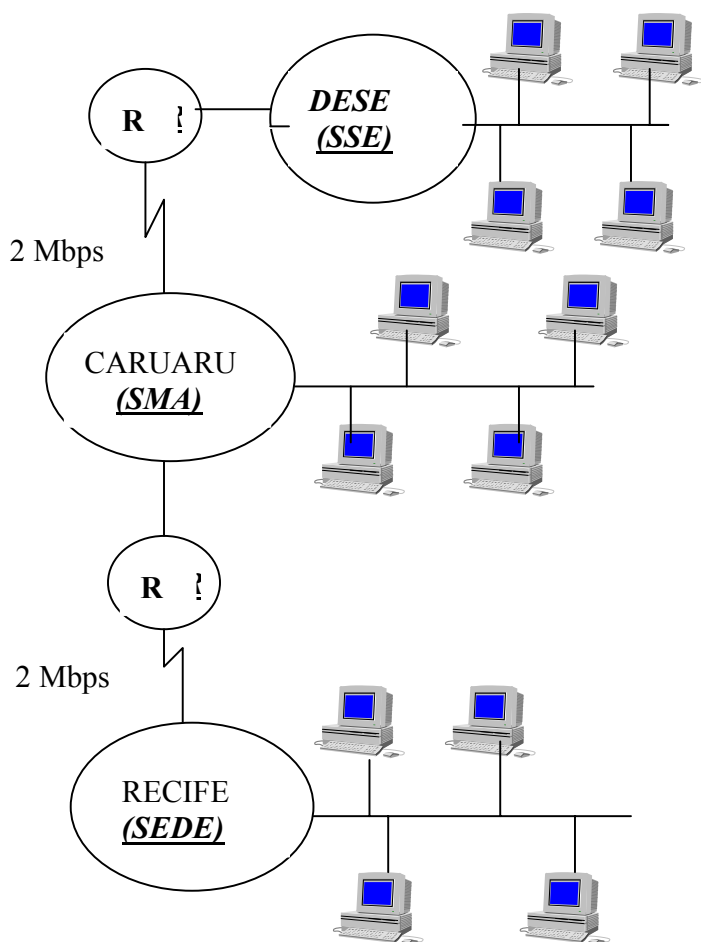 DESE
(SSE)
R R
2 Mbps
CARUARU
(SMA)
R R
2 Mbps
RECIFE
(SEDE)